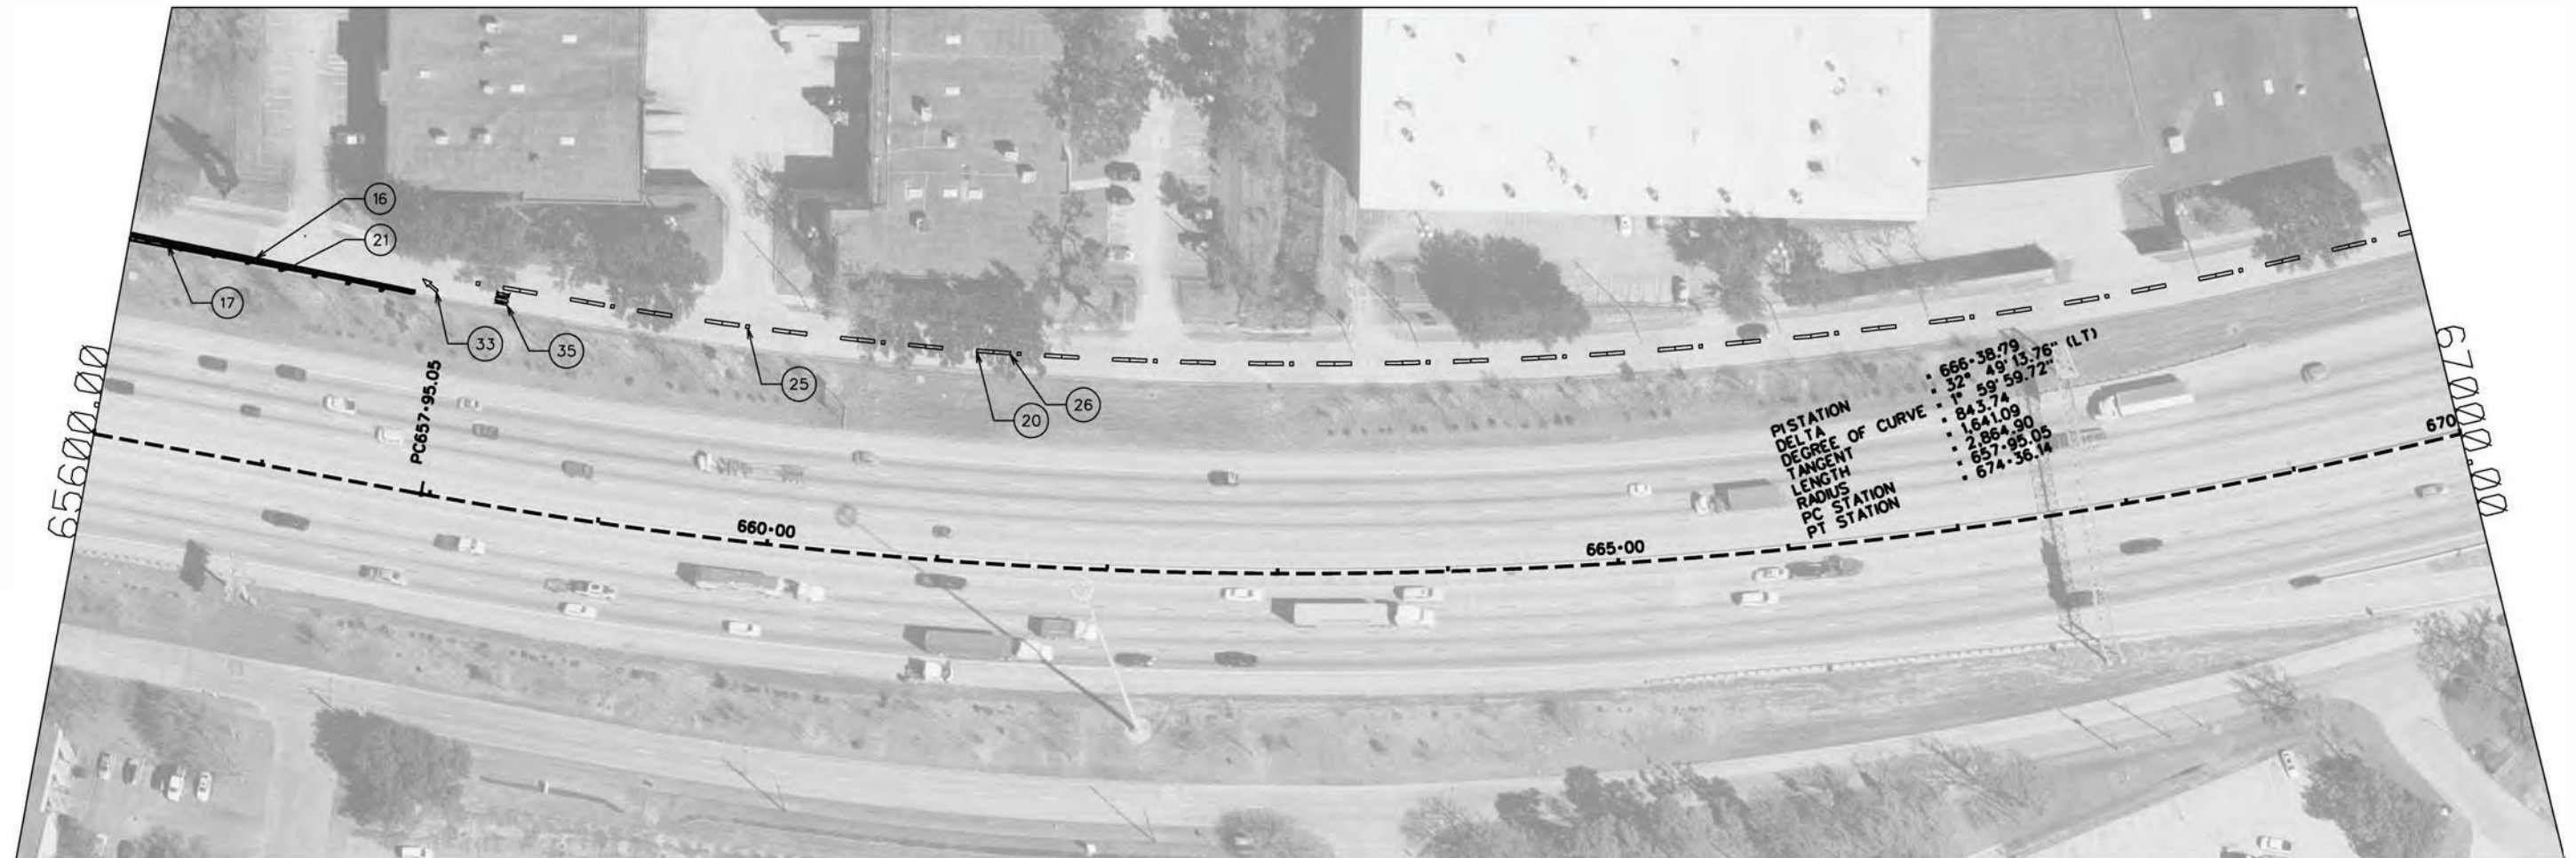 16
21
17
33
35
25
20
26
65600.00
PC657+95.05
660+00
665+00
670
67000.00
PI STATION = 666+38.79
DELTA = 32° 49' 13.76" (LT)
DEGREE OF CURVE = 1° 59' 59.72"
TANGENT = 843.74
LENGTH = 1,641.09
RADIUS = 2,864.90
PC STATION = 657+95.05
PT STATION = 674+36.14